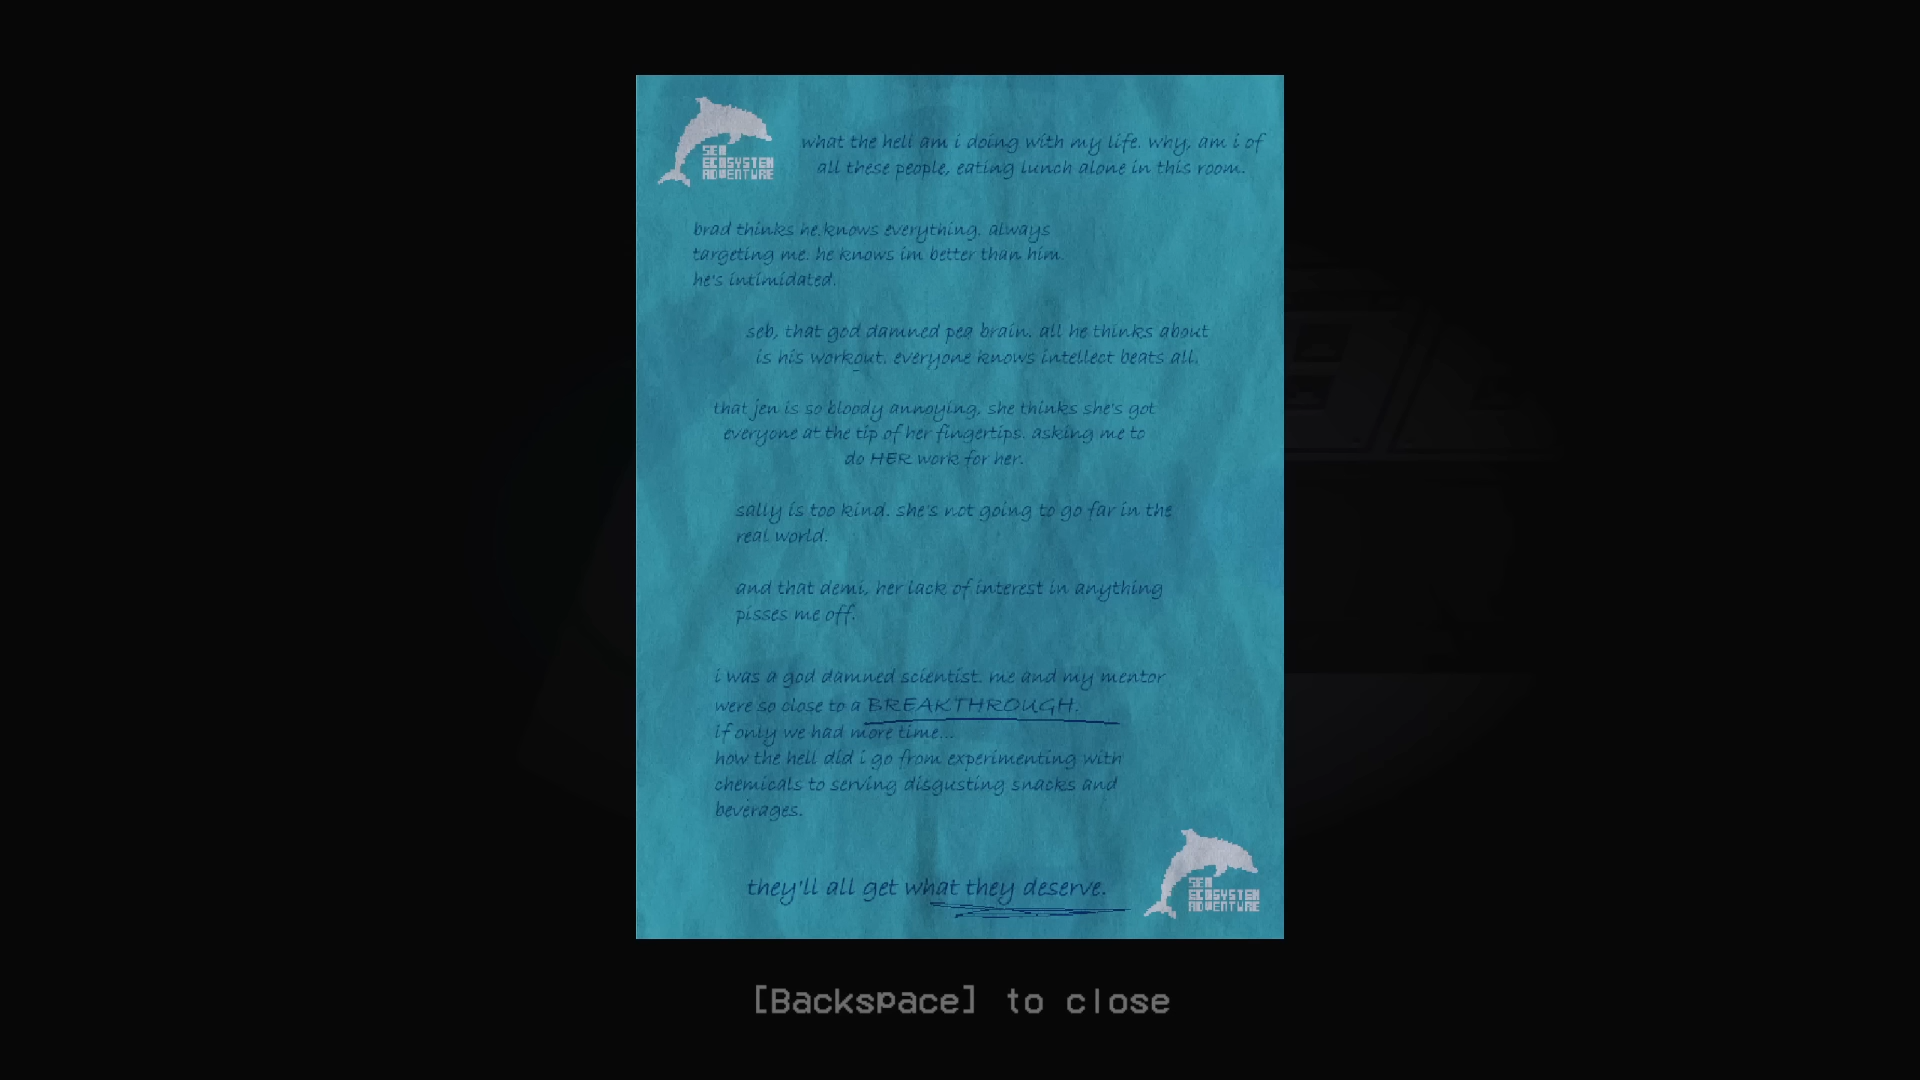 SEA
ECOSYSTEM
ADVENTURE
what the hell am i doing with my life. why, am i of
all these people, eating lunch alone in this room.
brad thinks he knows everything. always
targeting me. he knows im better than him.
he's intimidated.
seb, that god damned pea brain. all he thinks about
is his workout. everyone knows intellect beats all.
that jen is so bloody annoying. she thinks she's got
everyone at the tip of her fingertips. asking me to
do HER work for her.
sally is too kind. she's not going to go far in the
real world.
and that demi, her lack of interest in anything
pisses me off.
i was a god damned scientist. me and my mentor
were so close to a BREAKTHROUGH.
if only we had more time...
how the hell did i go from experimenting with
chemicals to serving disgusting snacks and
beverages.
they'll all get what they deserve.
SEA
ECOSYSTEM
ADVENTURE
[Backspace] to close